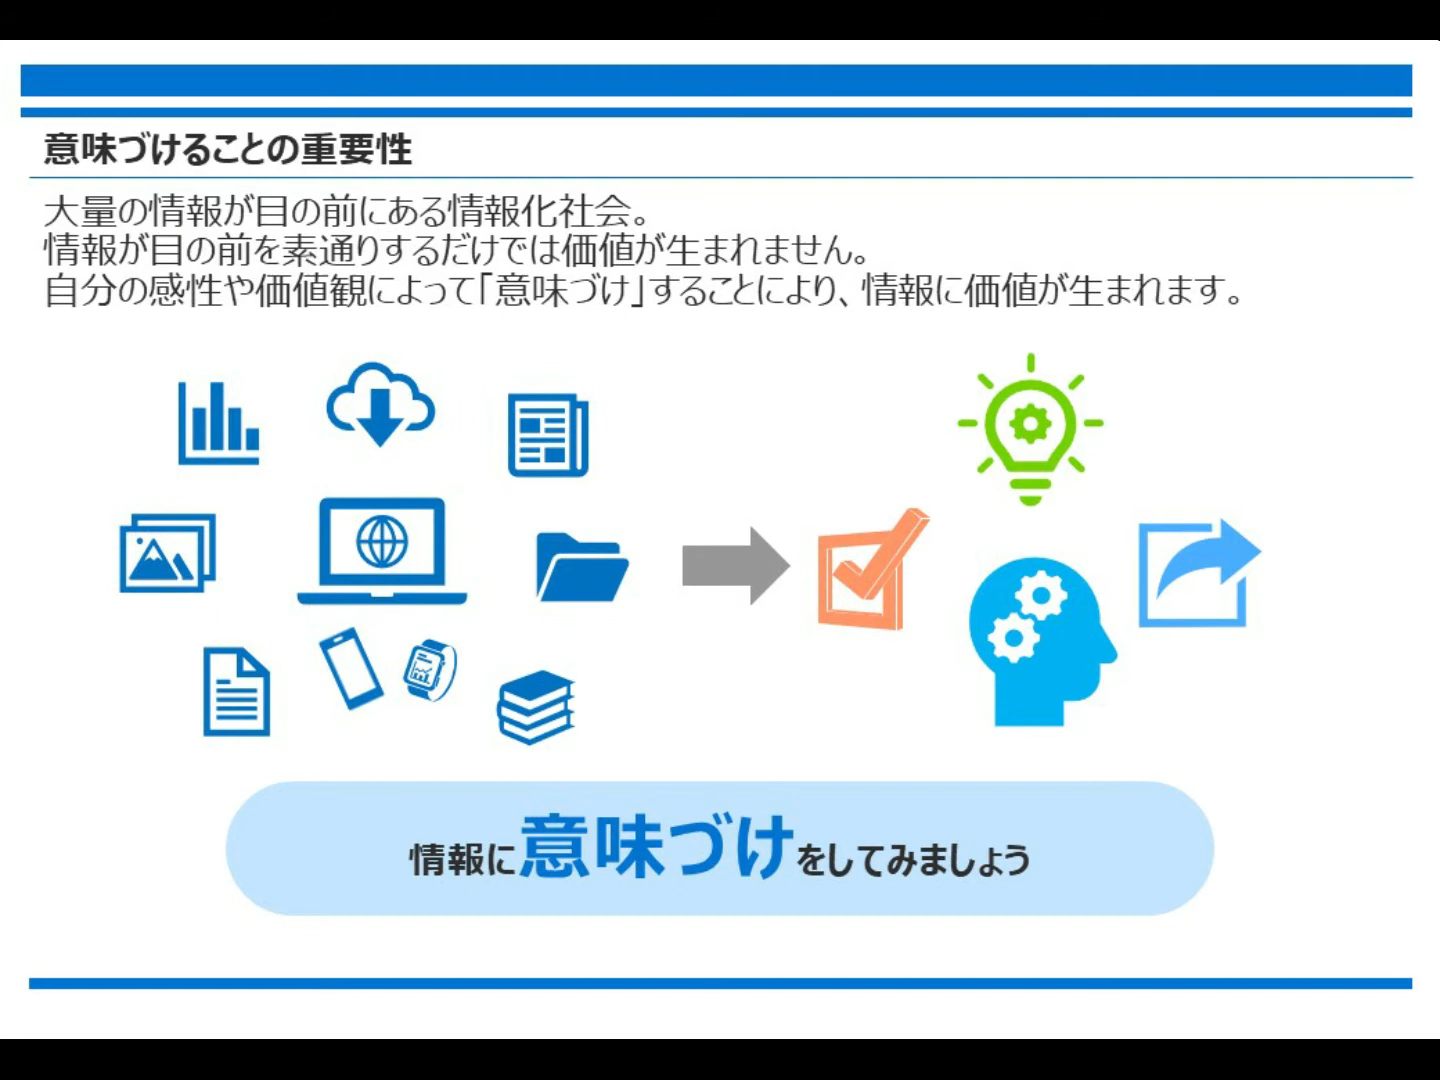 意味づけることの重要性
大量の情報が目の前にある情報化社会。
情報が目の前を素通りするだけでは価値が生まれません。
自分の感性や価値観によって「意味づけ」することにより、情報に価値が生まれます。
情報に意味づけをしてみましょう